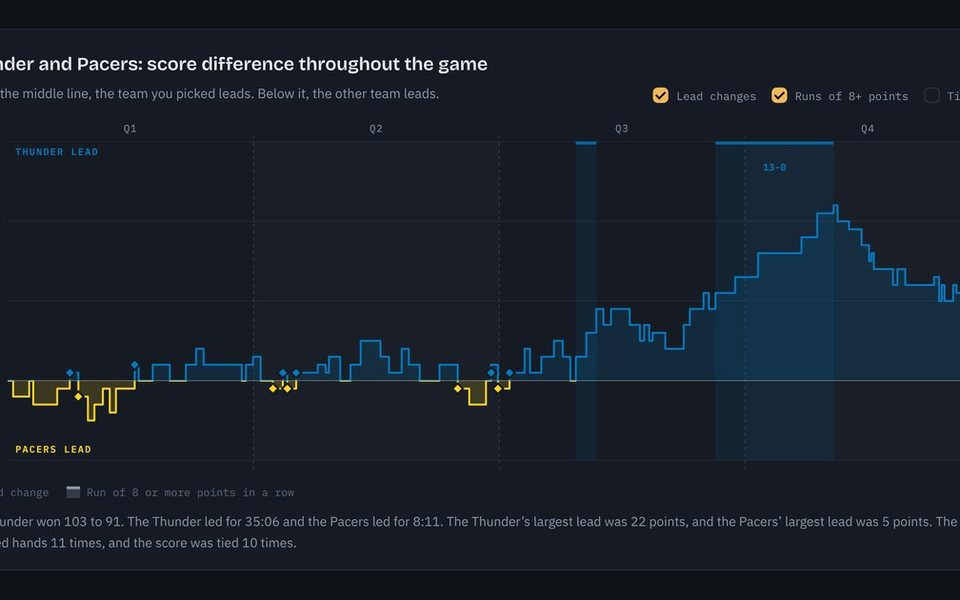 nder and Pacers: score difference throughout the game
the middle line, the team you picked leads. Below it, the other team leads.
Lead changes Runs of 8+ points Ti
Q1 Q2 Q3 Q4
THUNDER LEAD
13-0
PACERS LEAD
d change Run of 8 or more points in a row
under won 103 to 91. The Thunder led for 35:06 and the Pacers led for 8:11. The Thunder’s largest lead was 22 points, and the Pacers’ largest lead was 5 points. The
ed hands 11 times, and the score was tied 10 times.